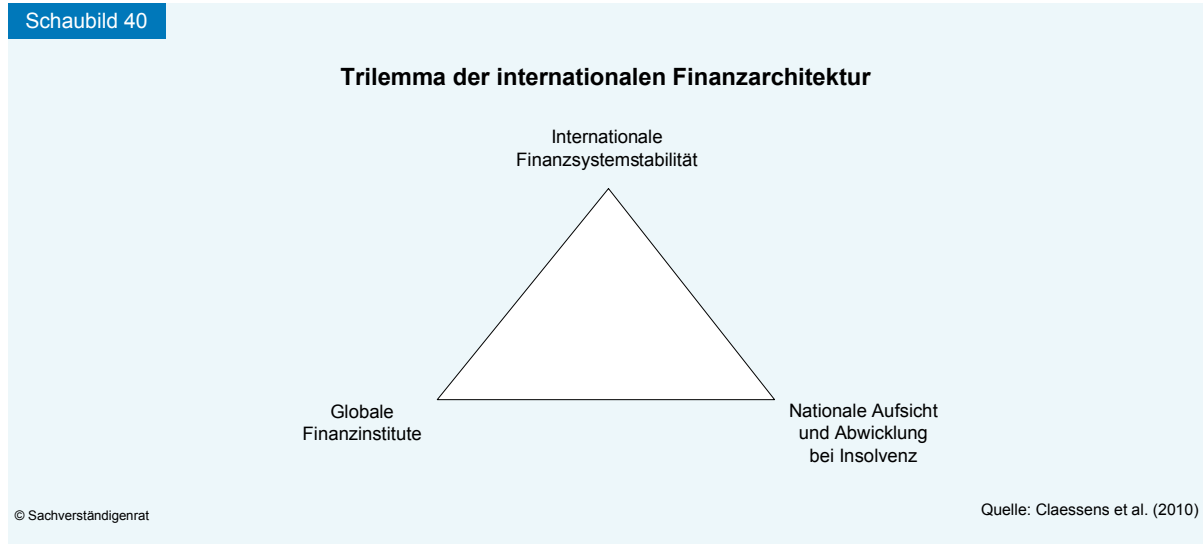 Schaubild 40
Trilemma der internationalen Finanzarchitektur
Internationale
Finanzsystemstabilität
Globale
Finanzinstitute
Nationale Aufsicht
und Abwicklung
bei Insolvenz
© Sachverständigenrat
Quelle: Claessens et al. (2010)